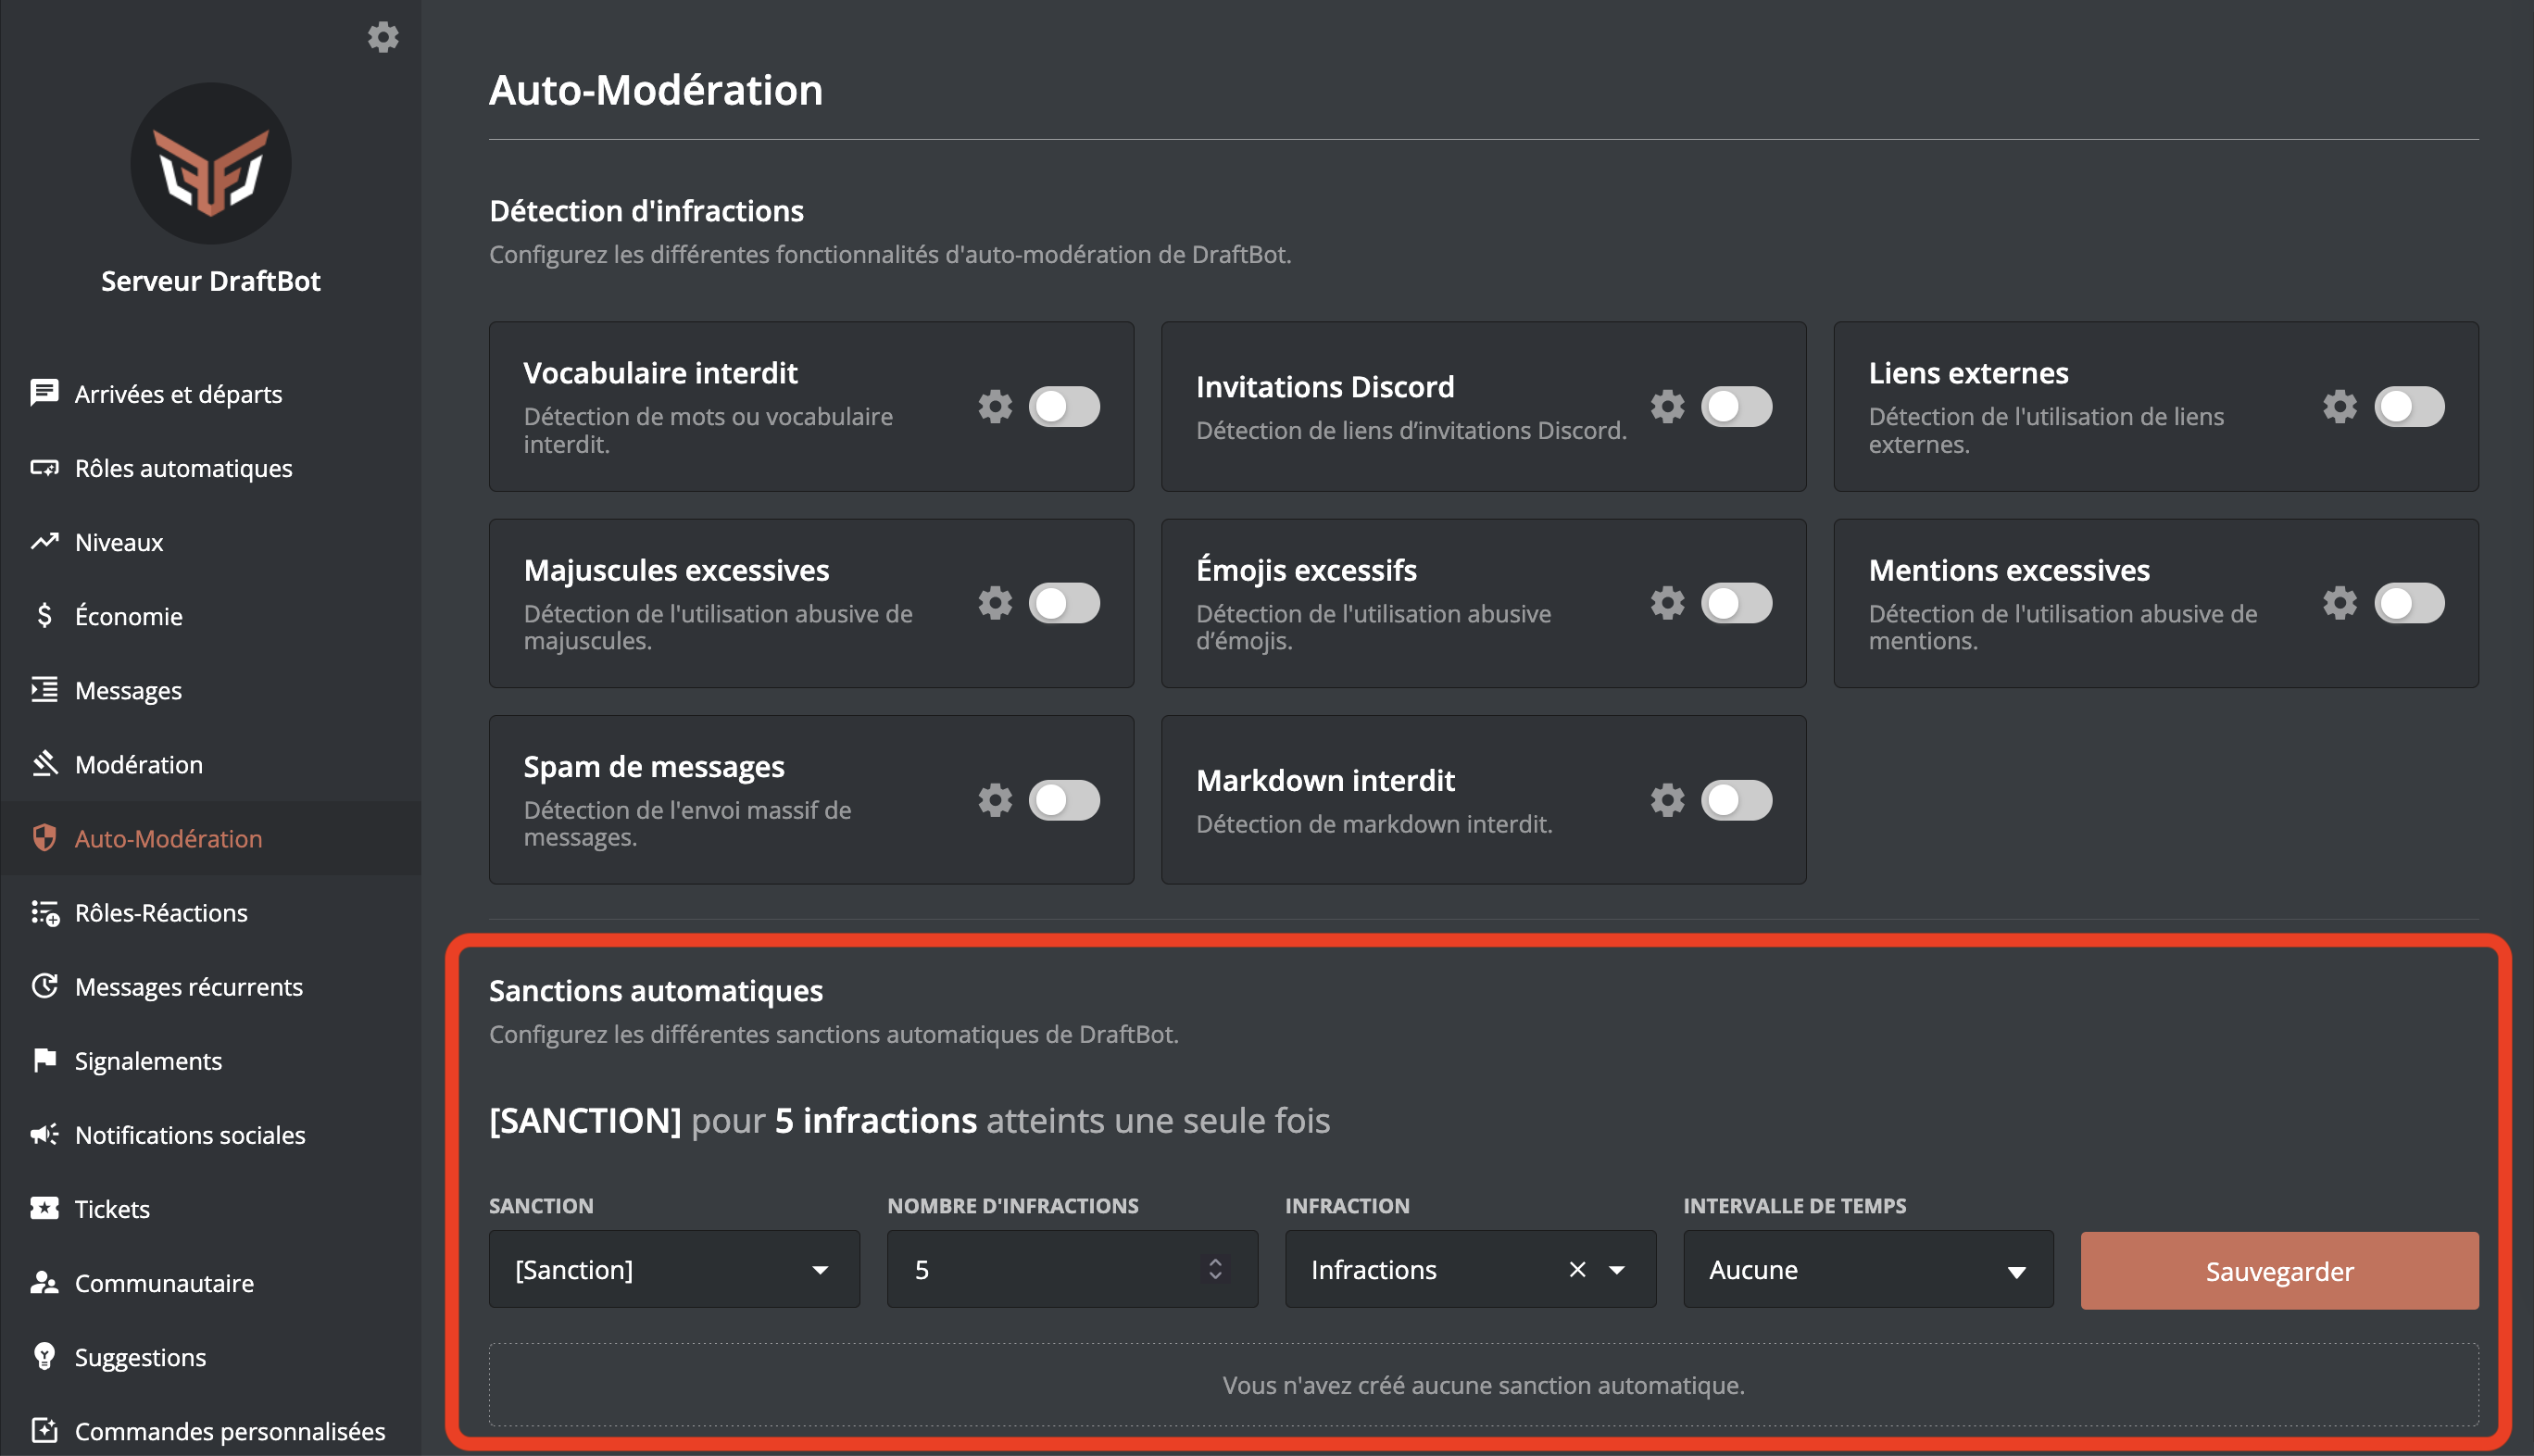 Serveur DraftBot
Arrivées et départs
Rôles automatiques
Niveaux
Économie
Messages
Modération
Auto-Modération
Rôles-Réactions
Messages récurrents
Signalements
Notifications sociales
Tickets
Communautaire
Suggestions
Commandes personnalisées
Auto-Modération
Détection d'infractions
Configurez les différentes fonctionnalités d'auto-modération de DraftBot.
Vocabulaire interdit
Détection de mots ou vocabulaire
interdit.
Invitations Discord
Détection de liens d’invitations Discord.
Liens externes
Détection de l'utilisation de liens
externes.
Majuscules excessives
Détection de l'utilisation abusive de
majuscules.
Émojis excessifs
Détection de l'utilisation abusive
d’émojis.
Mentions excessives
Détection de l'utilisation abusive de
mentions.
Spam de messages
Détection de l'envoi massif de
messages.
Markdown interdit
Détection de markdown interdit.
Sanctions automatiques
Configurez les différentes sanctions automatiques de DraftBot.
[SANCTION] pour 5 infractions atteints une seule fois
SANCTION
[Sanction]
NOMBRE D'INFRACTIONS
5
INFRACTION
Infractions
INTERVALLE DE TEMPS
Aucune
Sauvegarder
Vous n'avez créé aucune sanction automatique.